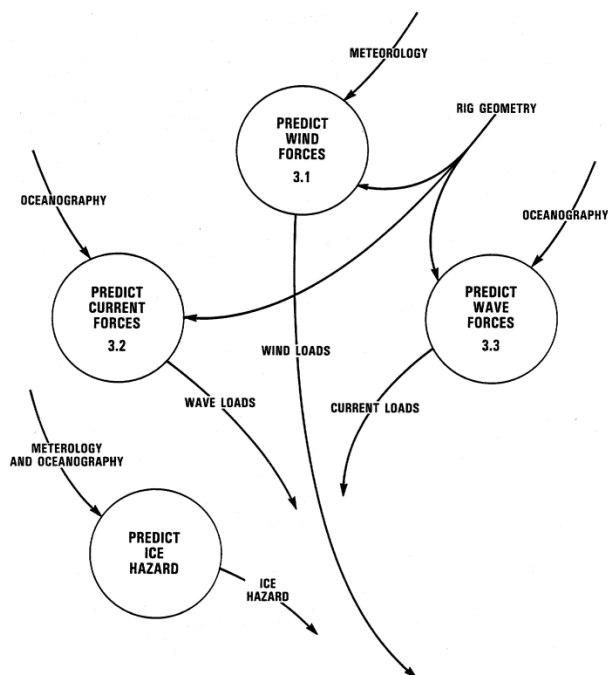 METEOROLOGY
PREDICT
WIND
FORCES
3.1
RIG GEOMETRY
OCEANOGRAPHY
OCEANOGRAPHY
PREDICT
CURRENT
FORCES
3.2
PREDICT
WAVE
FORCES
3.3
WIND LOADS
WAVE LOADS
CURRENT LOADS
METEROLOGY
AND OCEANOGRAPHY
PREDICT
ICE
HAZARD
ICE
HAZARD